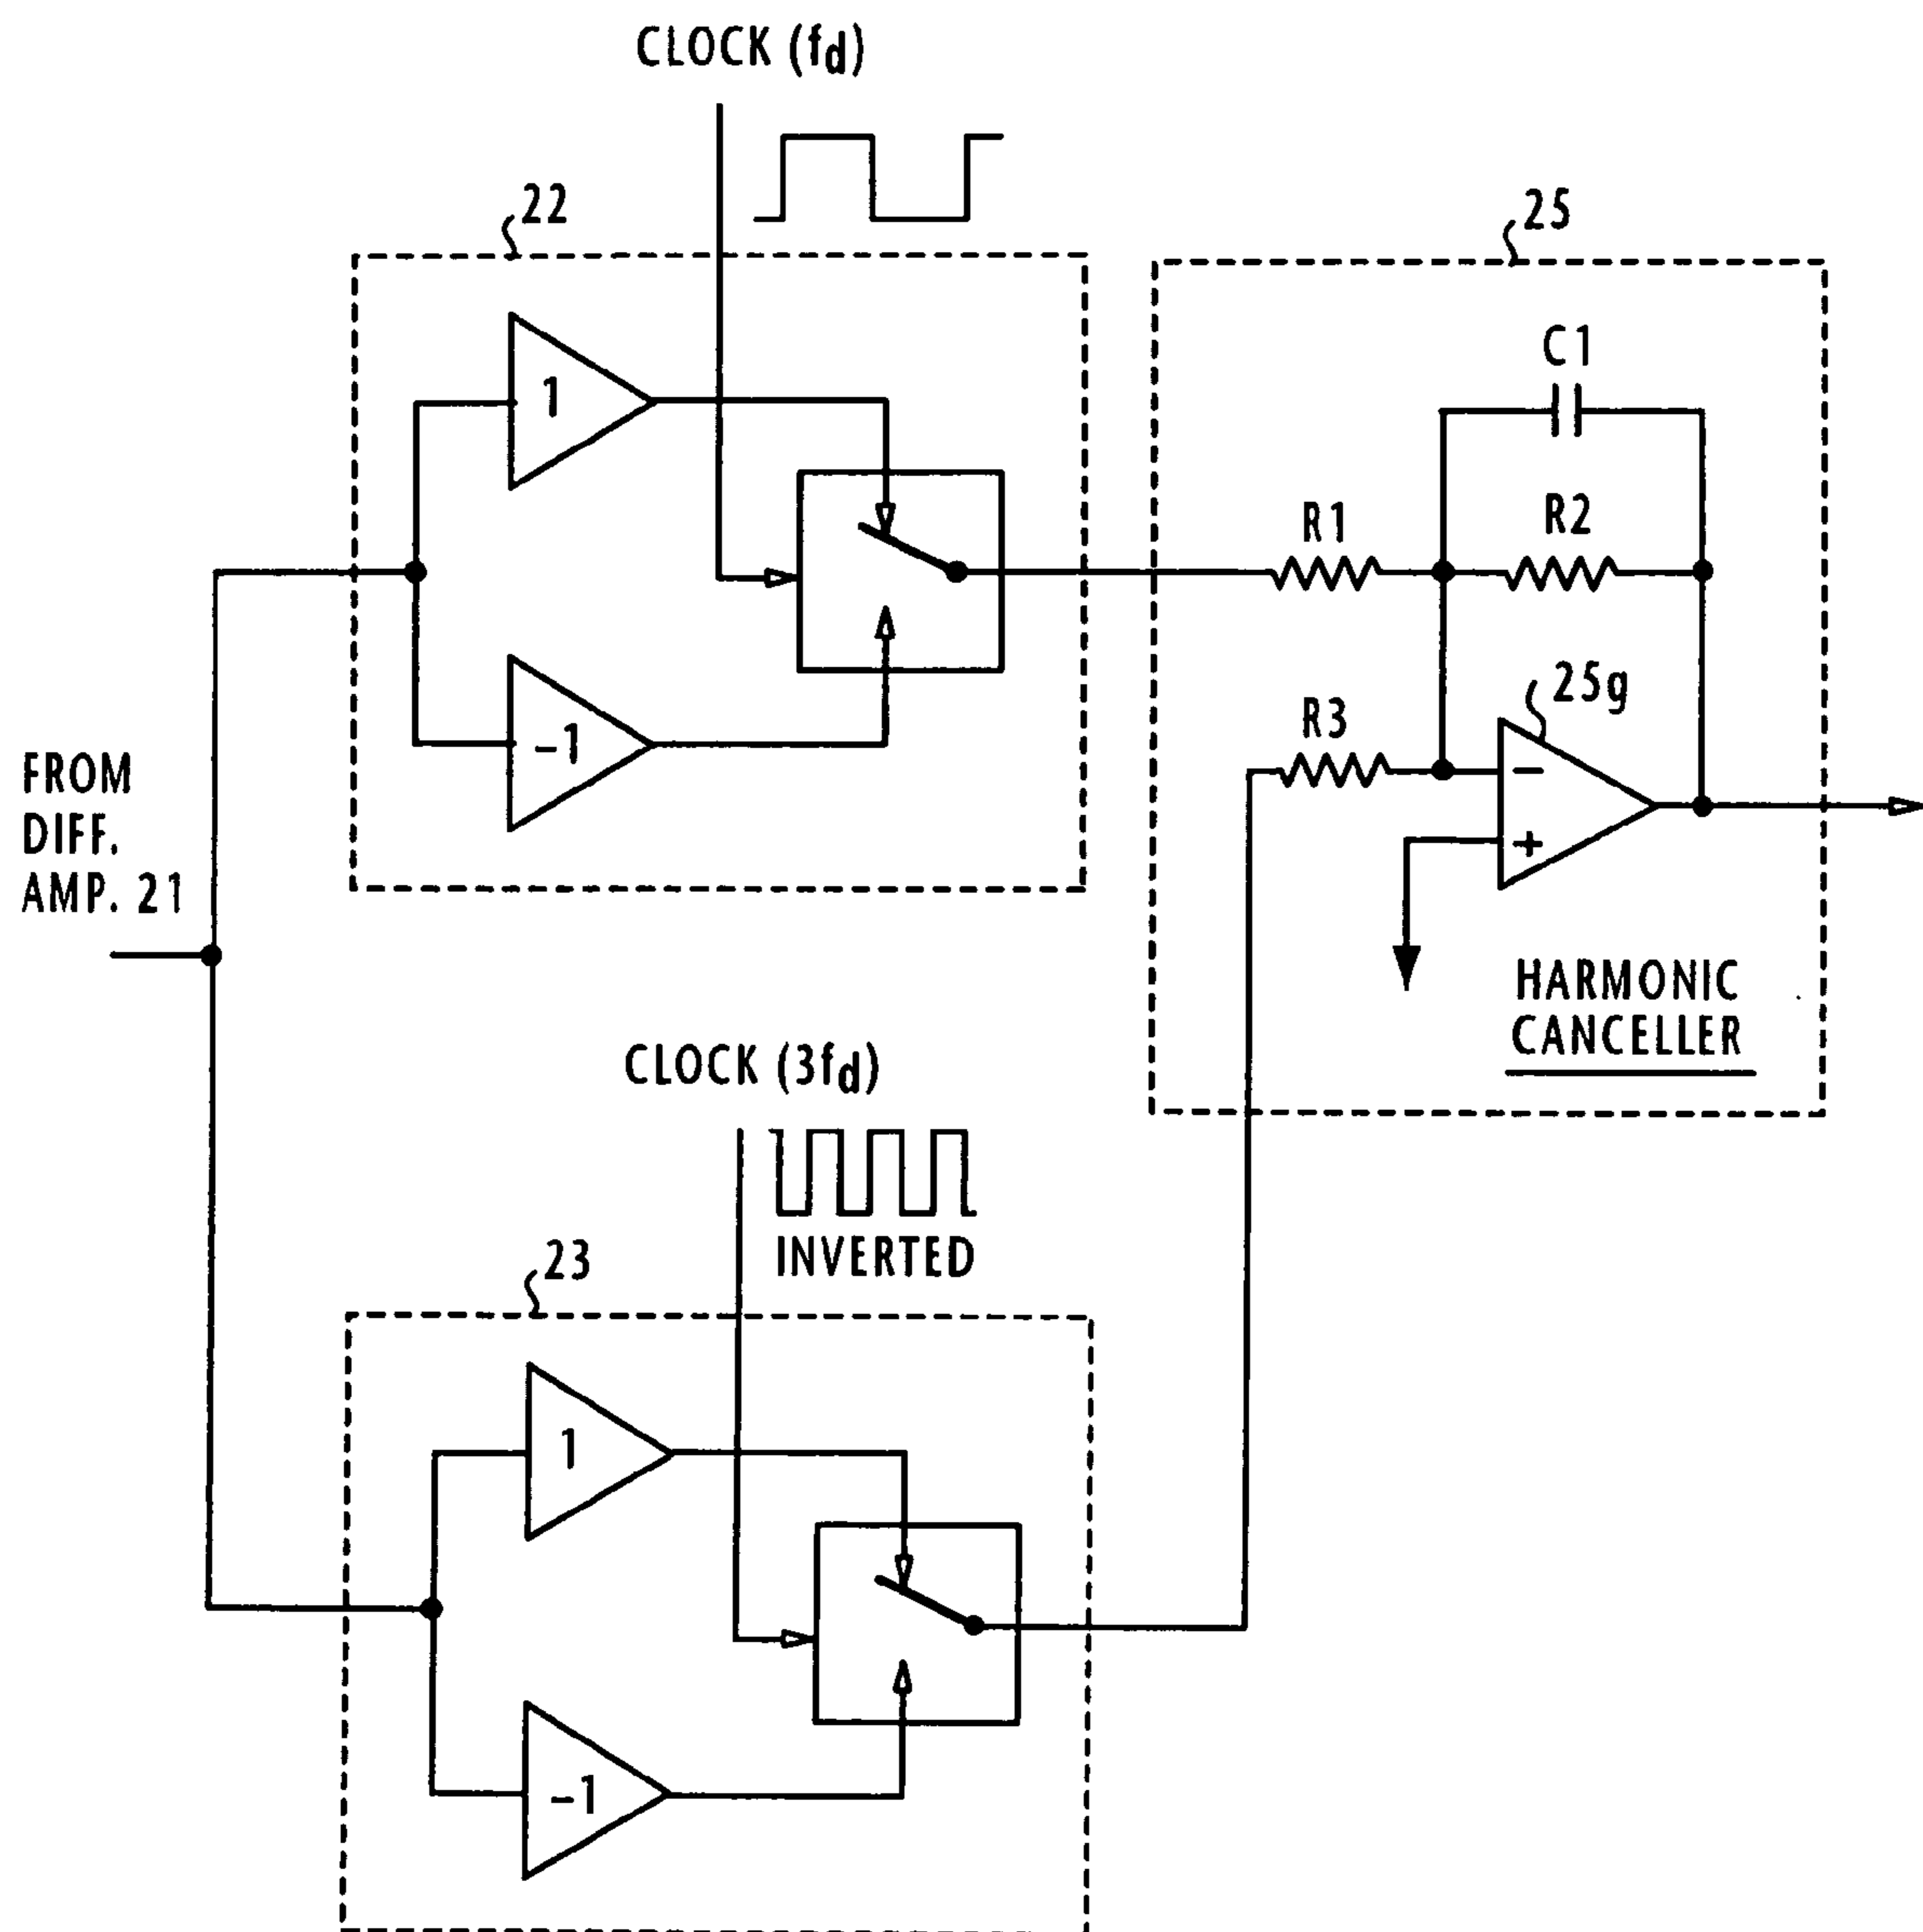 CLOCK (fd)
22
25
1
C1
R1
R2
-1
25g
R3
−
+
FROM
DIFF.
AMP. 21
HARMONIC
CANCELLER
CLOCK (3fd)
INVERTED
23
1
-1